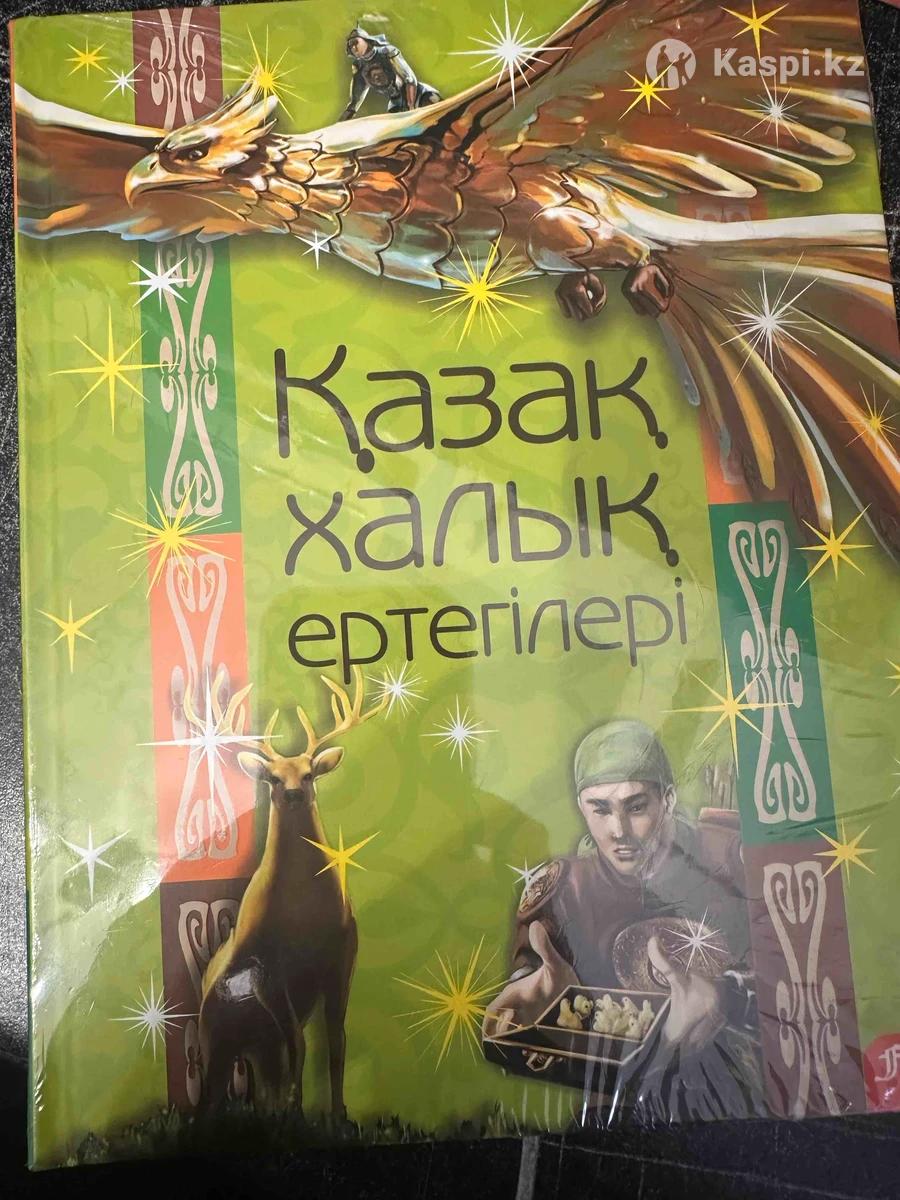 Kaspi.kz
Қазақ
халық
ертегілері